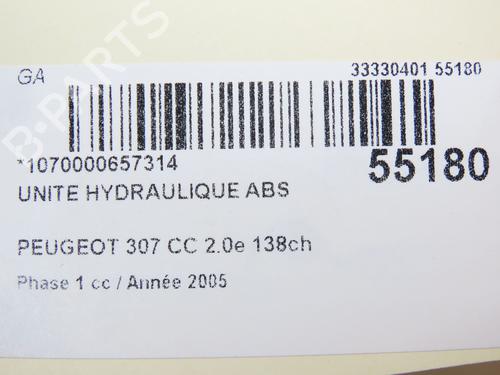 GA
33330401 55180
*1070000657314
55180
UNITE HYDRAULIQUE ABS
PEUGEOT 307 CC 2.0e 138ch
Phase 1 cc / Année 2005
B-PARTS